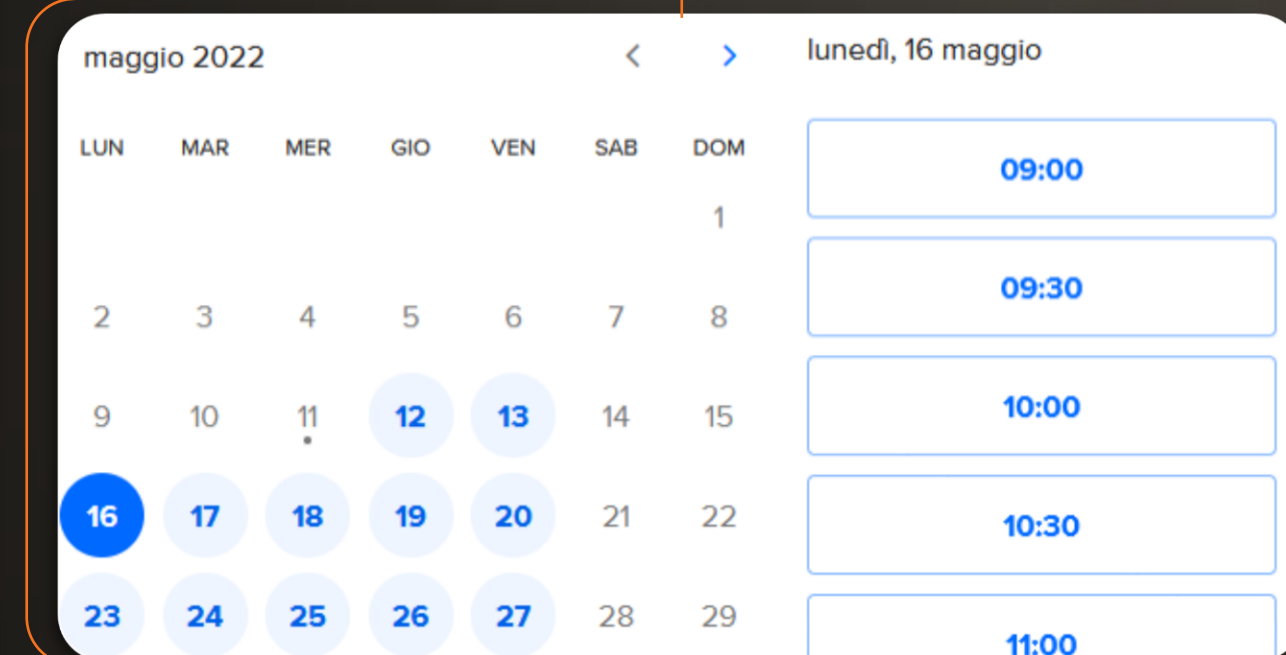 maggio 2022
LUN MAR MER GIO VEN SAB DOM
1
2 3 4 5 6 7 8
9 10 11 12 13 14 15
16 17 18 19 20 21 22
23 24 25 26 27 28 29
lunedì, 16 maggio
09:00
09:30
10:00
10:30
11:00